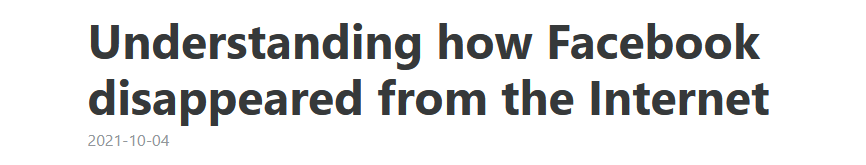 Understanding how Facebook
disappeared from the Internet
2021-10-04